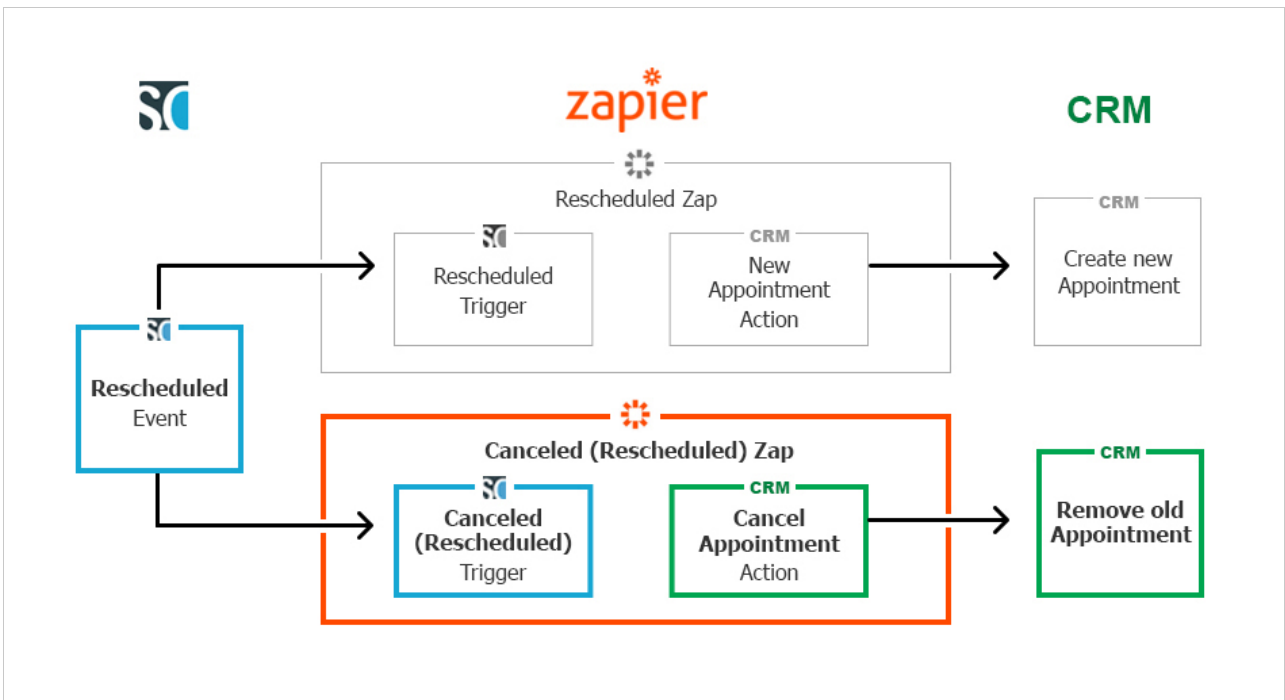 SC
zapier
CRM
Rescheduled Zap
SC
Rescheduled
Trigger
CRM
New
Appointment
Action
CRM
Create new
Appointment
SC
Rescheduled
Event
Canceled (Rescheduled) Zap
SC
Canceled
(Rescheduled)
Trigger
CRM
Cancel
Appointment
Action
CRM
Remove old
Appointment